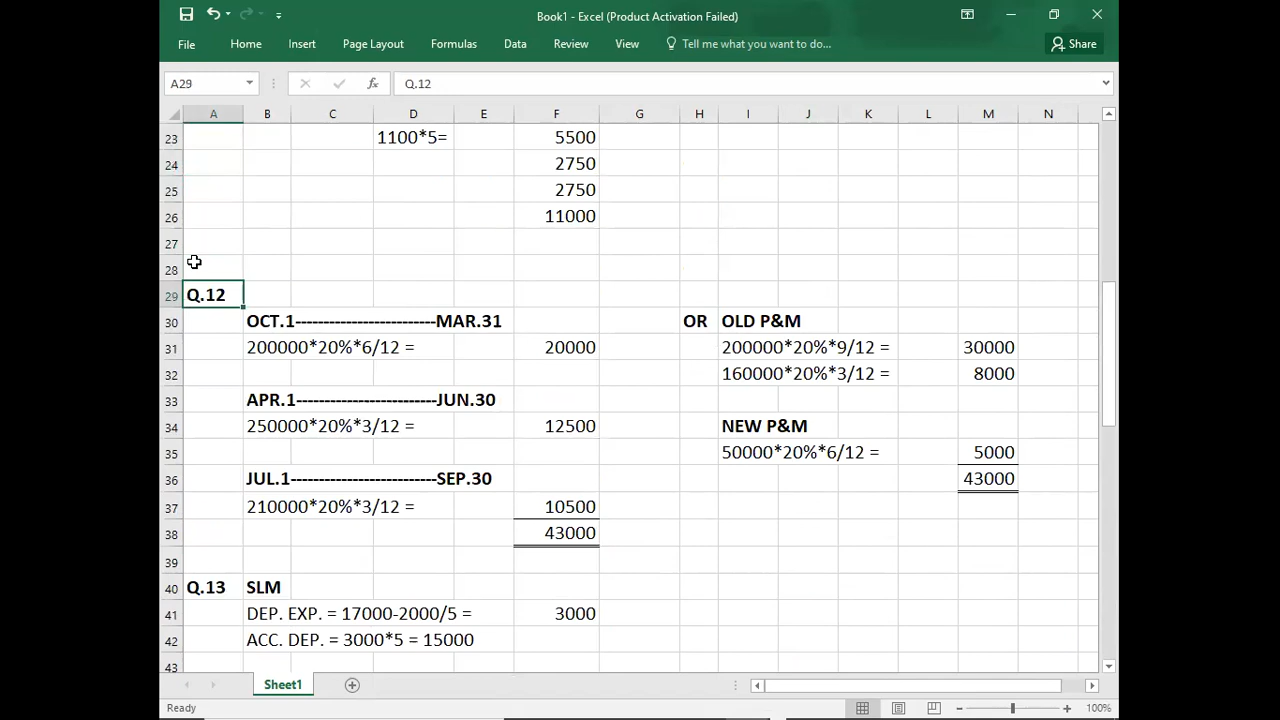 Book1 - Excel (Product Activation Failed)
File Home Insert Page Layout Formulas Data Review View Tell me what you want to do... Share
A29 fx Q.12
A B C D E F G H I J K L M N
23 1100*5= 5500
24 2750
25 2750
26 11000
27
28
29 Q.12
30 OCT.1-------------------------MAR.31 OR OLD P&M
31 200000*20%*6/12 = 20000 200000*20%*9/12 = 30000
32 160000*20%*3/12 = 8000
33 APR.1-------------------------JUN.30
34 250000*20%*3/12 = 12500 NEW P&M
35 50000*20%*6/12 = 5000
36 JUL.1--------------------------SEP.30 43000
37 210000*20%*3/12 = 10500
38 43000
39
40 Q.13 SLM
41 DEP. EXP. = 17000-2000/5 = 3000
42 ACC. DEP. = 3000*5 = 15000
43
Sheet1
Ready 100%